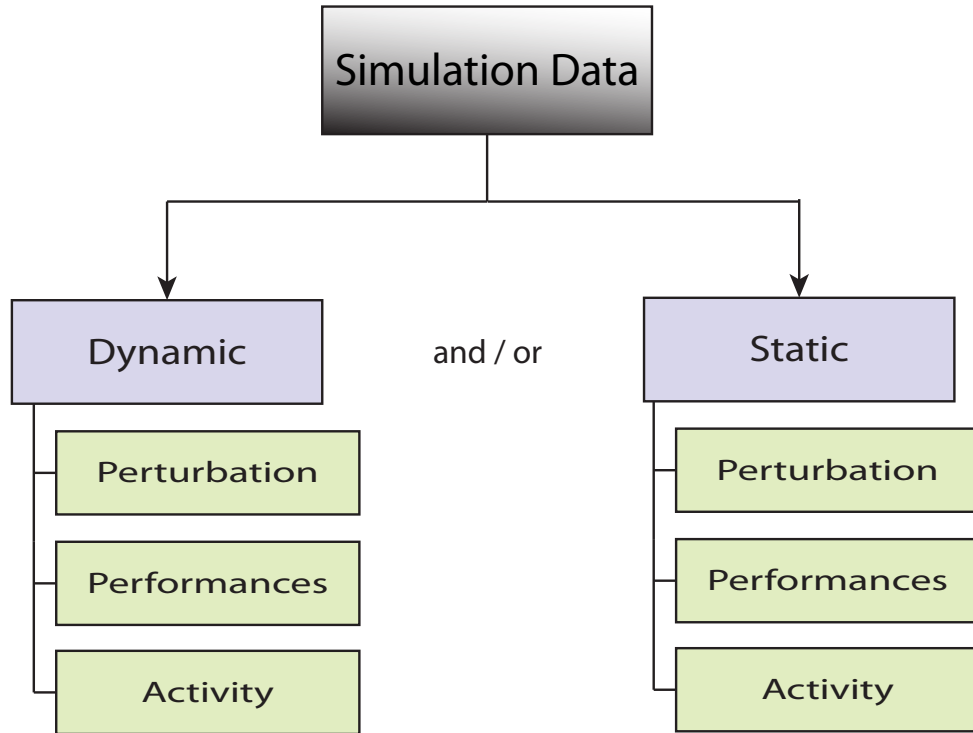 Simulation Data
Dynamic
and / or
Static
Perturbation
Perturbation
Performances
Performances
Activity
Activity